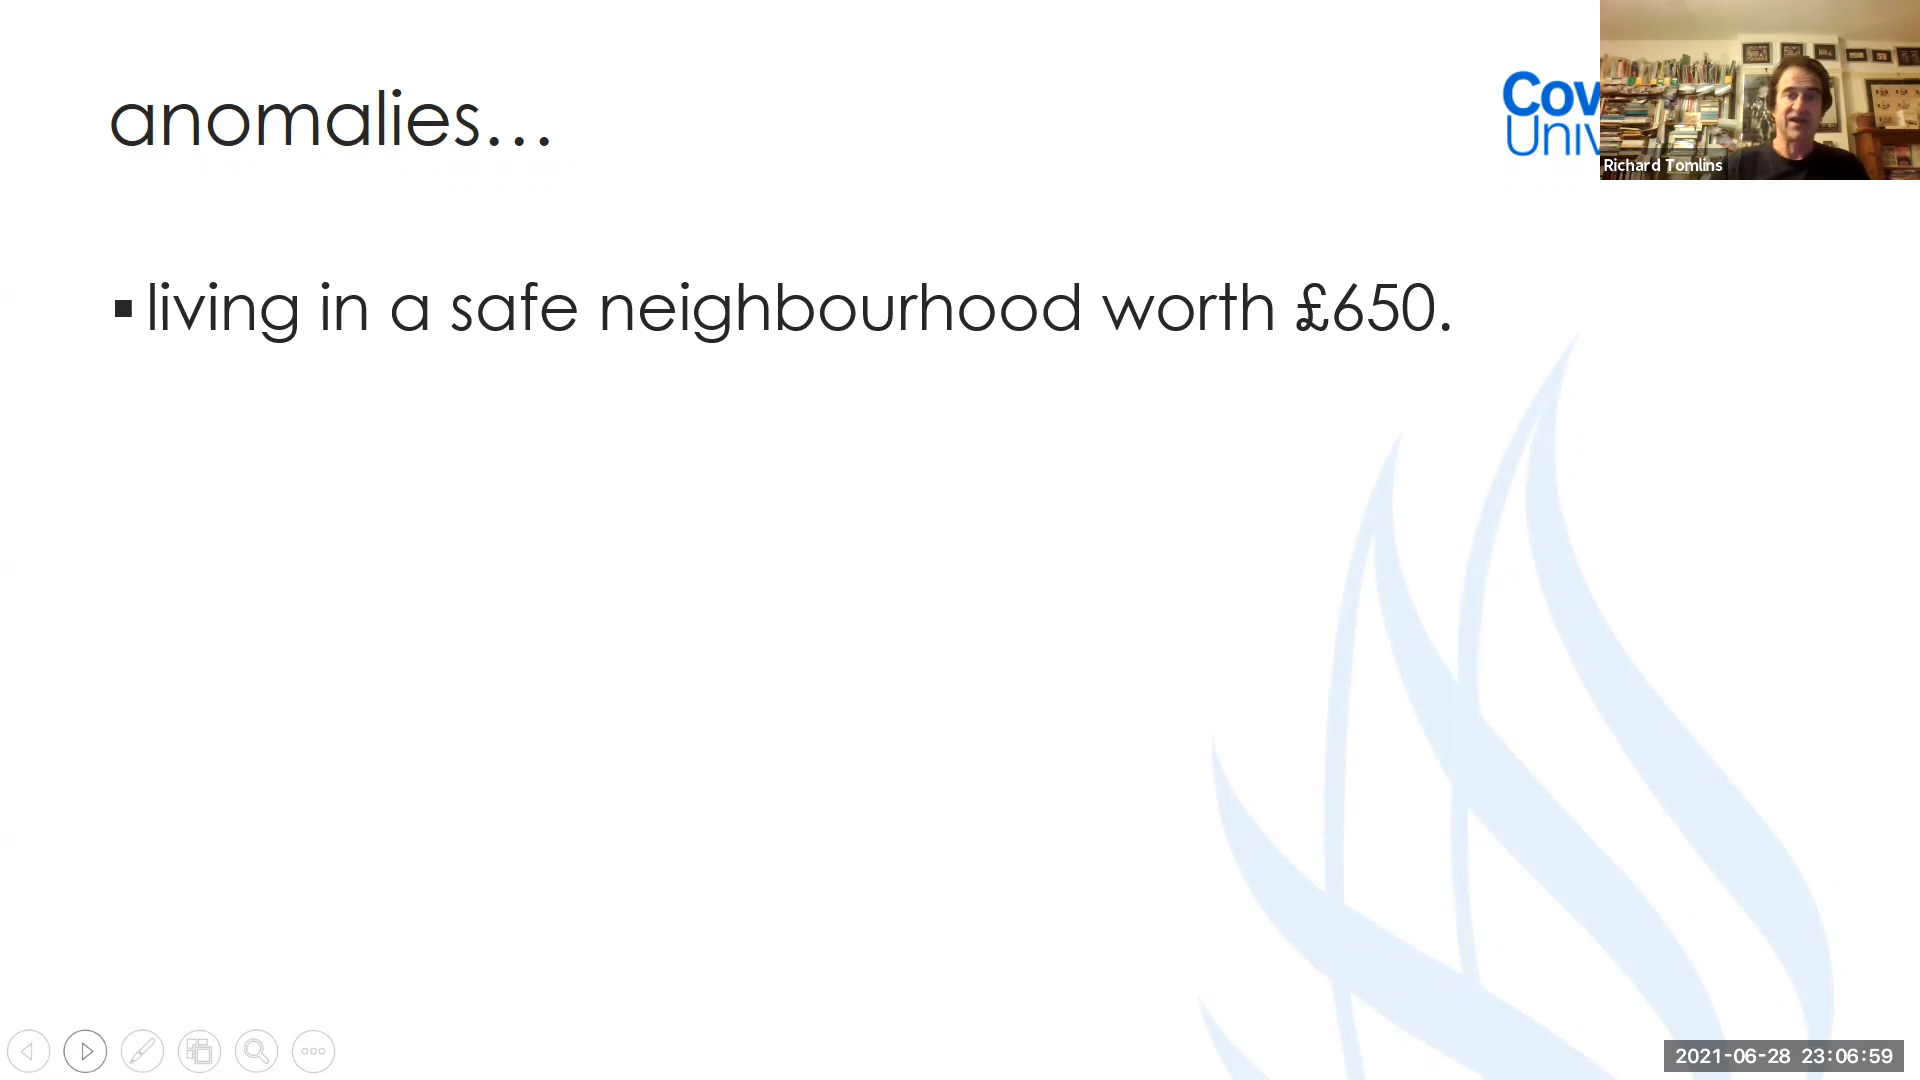 anomalies…
Cov
Univ
Richard Tomlins
▪ living in a safe neighbourhood worth £650.
2021-06-28 23:06:59